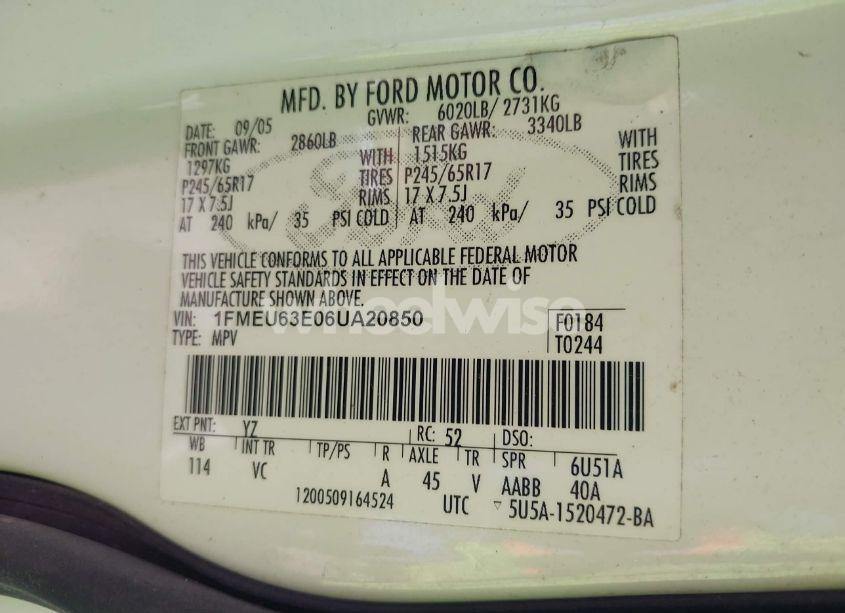 MFD. BY FORD MOTOR CO.
DATE: 09/05 GVWR: 6020LB/ 2731KG
FRONT GAWR: 2860LB REAR GAWR: 3340LB
1297KG WITH 1515KG WITH
P245/65R17 TIRES P245/65R17 TIRES
17 X 7.5J RIMS 17 X 7.5J RIMS
AT 240 kPa/ 35 PSI COLD AT 240 kPa/ 35 PSI COLD
Ford
THIS VEHICLE CONFORMS TO ALL APPLICABLE FEDERAL MOTOR
VEHICLE SAFETY STANDARDS IN EFFECT ON THE DATE OF
MANUFACTURE SHOWN ABOVE.
wheelwise
VIN: 1FMEU63E06UA20850 F0184
TYPE: MPV T0244
EXT PNT: YZ RC: 52 DSO:
WB INT TR TP/PS R AXLE TR SPR 6U51A
114 VC A 45 V AABB 40A
1200509164524 UTC ▽ 5U5A-1520472-BA